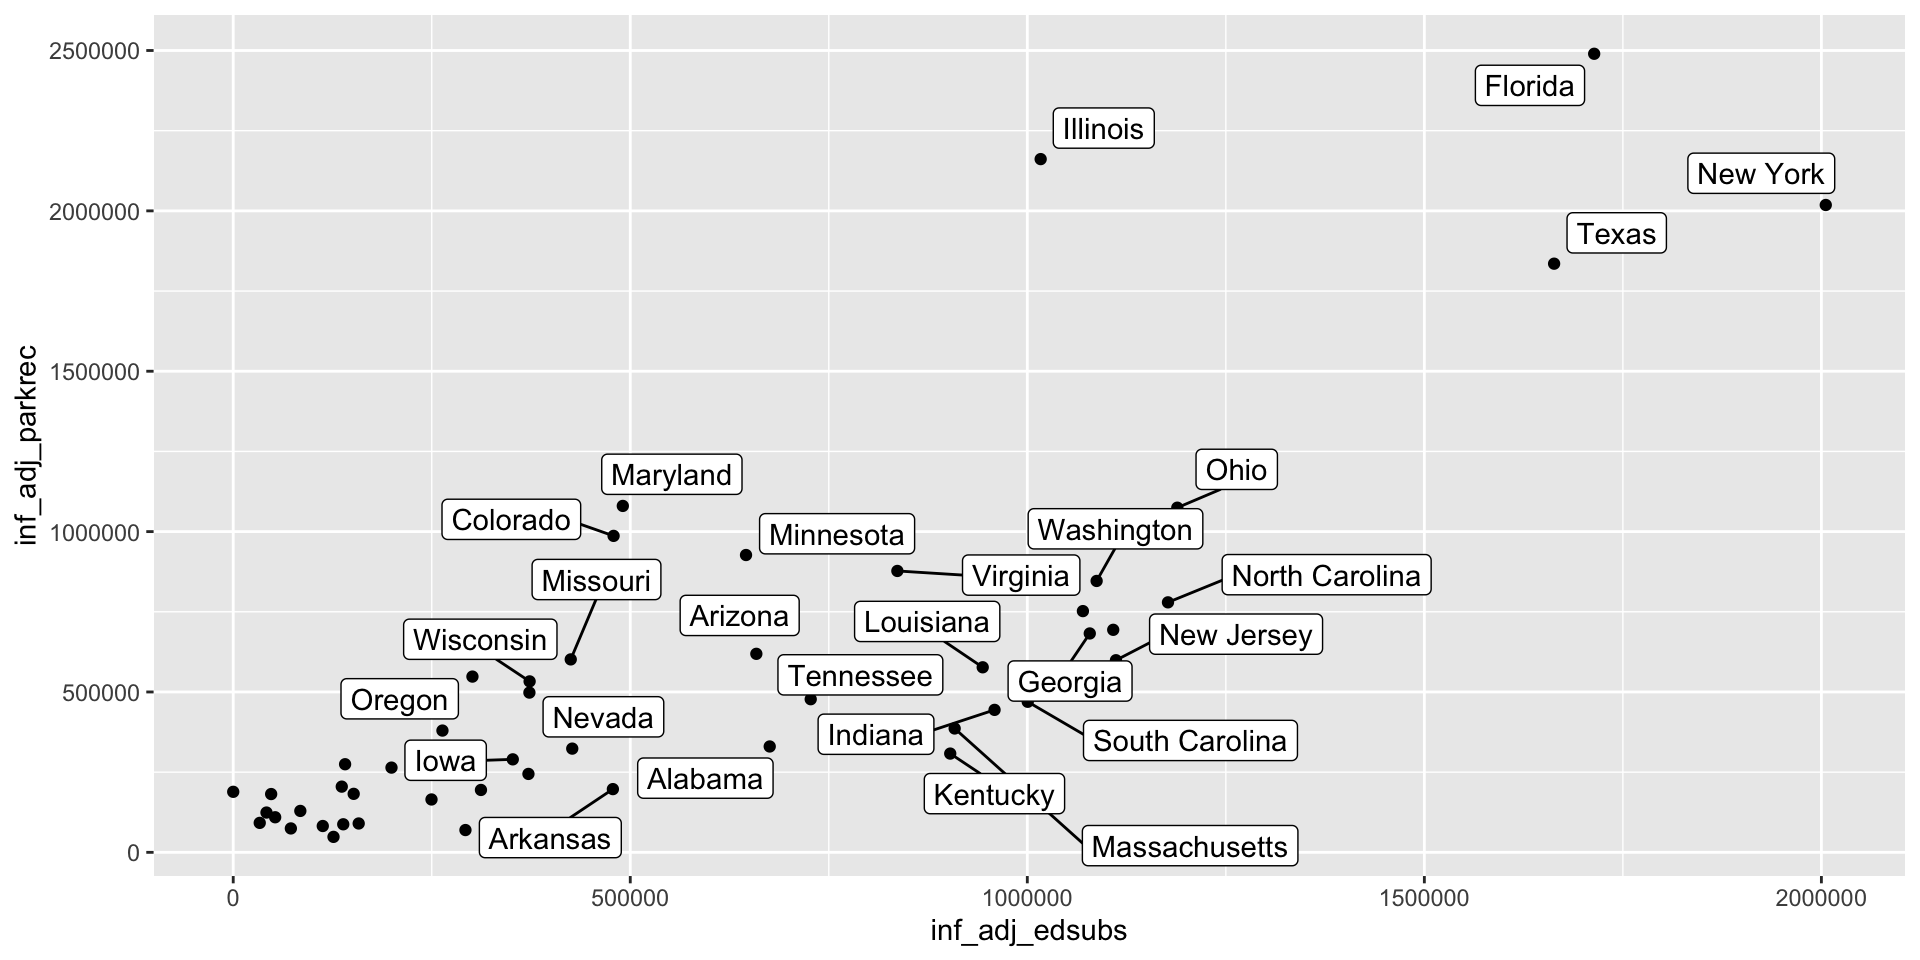 2500000
Florida
Illinois
New York
2000000
Texas
inf_adj_parkrec
1500000
Ohio
Maryland
Colorado
Washington
1000000
Minnesota
Missouri
Virginia
North Carolina
Arizona
Louisiana
Wisconsin
New Jersey
Tennessee
Georgia
500000
Oregon
Nevada
Indiana
South Carolina
Iowa
Alabama
Kentucky
Arkansas
Massachusetts
0
0 500000 1000000 1500000 2000000
inf_adj_edsubs